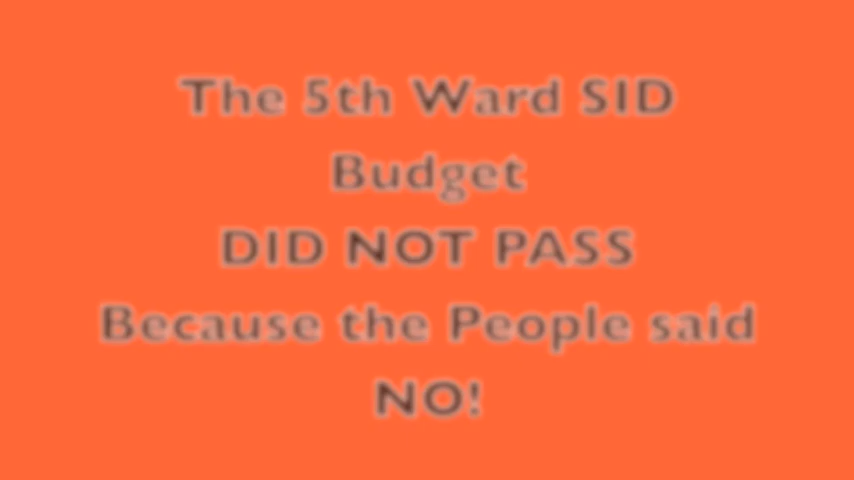 The 5th Ward SID
Budget
DID NOT PASS
Because the People said
NO!